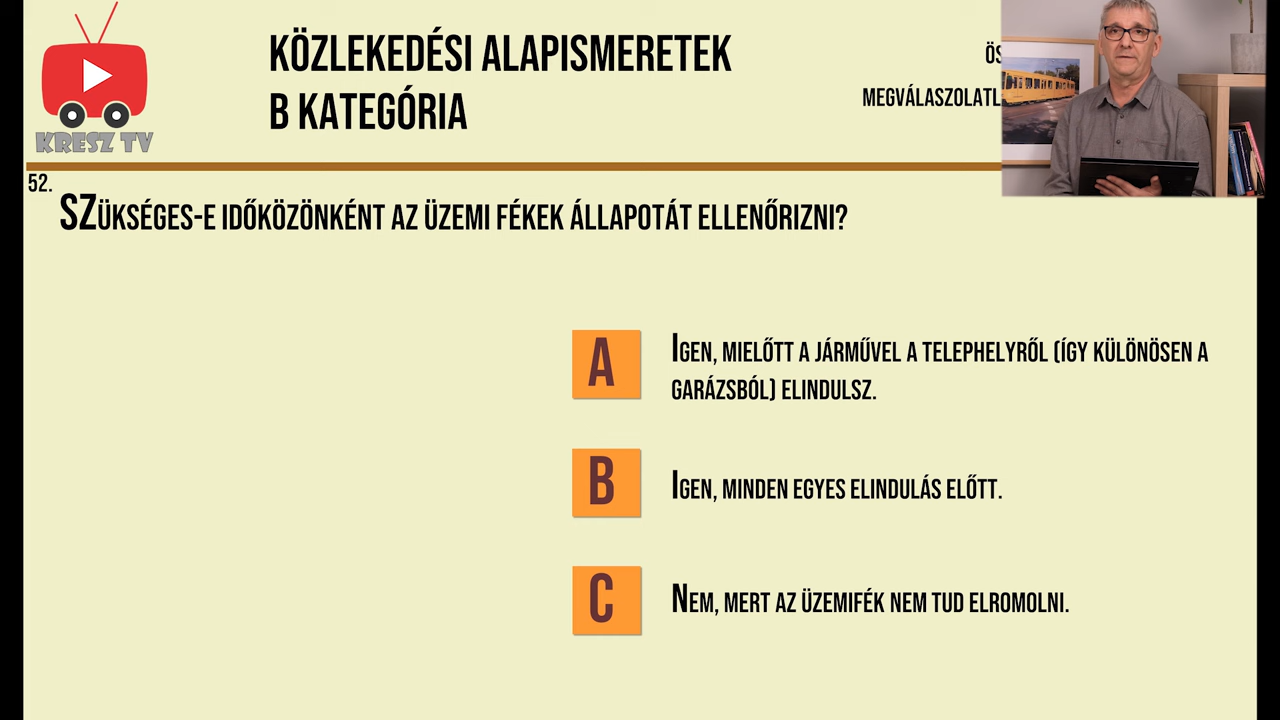 KRESZ TV
KÖZLEKEDÉSI ALAPISMERETEK
B KATEGÓRIA
52.
SZÜKSÉGES-E IDŐKÖZÖNKÉNT AZ ÜZEMI FÉKEK ÁLLAPOTÁT ELLENŐRIZNI?
A
IGEN, MIELŐTT A JÁRMŰVEL A TELEPHELYRŐL (ÍGY KÜLÖNÖSEN A
GARÁZSBÓL) ELINDULSZ.
B
IGEN, MINDEN EGYES ELINDULÁS ELŐTT.
C
NEM, MERT AZ ÜZEMIFÉK NEM TUD ELROMOLNI.